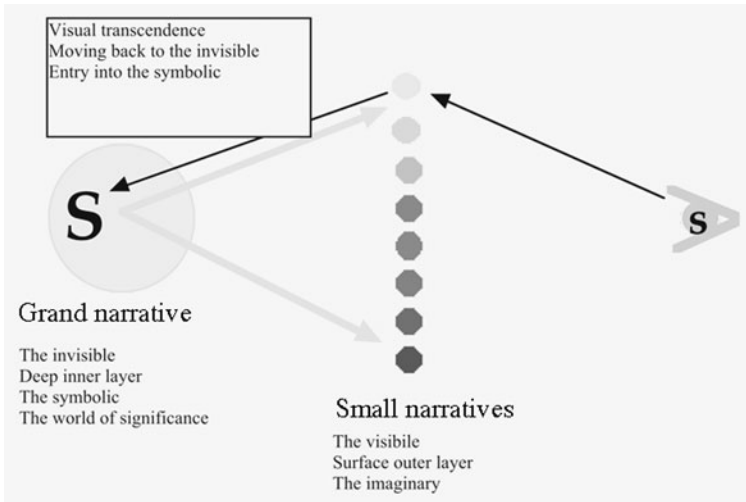 Visual transcendence
Moving back to the invisible
Entry into the symbolic
S
s
Grand narrative
The invisible
Deep inner layer
The symbolic
The world of significance
Small narratives
The visibile
Surface outer layer
The imaginary